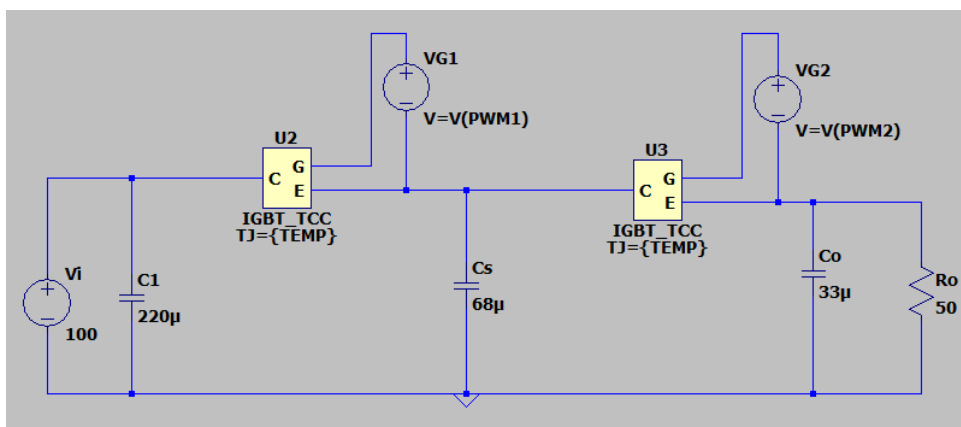 VG1
V=V(PWM1)
VG2
V=V(PWM2)
U2
C
G
E
IGBT_TCC
TJ={TEMP}
U3
C
G
E
IGBT_TCC
TJ={TEMP}
Vi
100
C1
220µ
Cs
68µ
Co
33µ
Ro
50